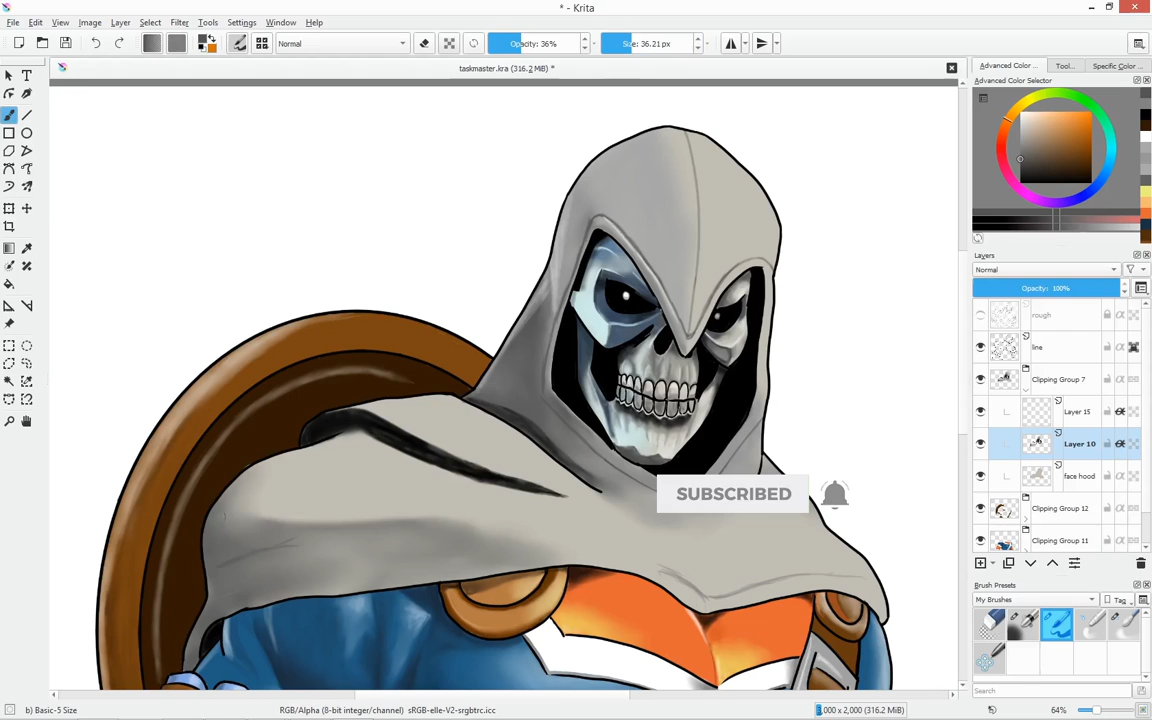 * - Krita
File Edit View Image Layer Select Filter Tools Settings Window Help
Normal Opacity: 36% Size: 36.21 px
taskmaster.kra (316.2 MiB) *
Advanced Color ... Tool... Specific Color ...
Advanced Color Selector
Layers
Normal
Opacity: 100%
rough
line
Clipping Group 7
Layer 15
Layer 10
face hood
Clipping Group 12
Clipping Group 11
SUBSCRIBED
Brush Presets
My Brushes Tag
Search
b) Basic-5 Size RGB/Alpha (8-bit integer/channel) sRGB-elle-V2-srgbtrc.icc 3,000 x 2,000 (316.2 MiB) 64%